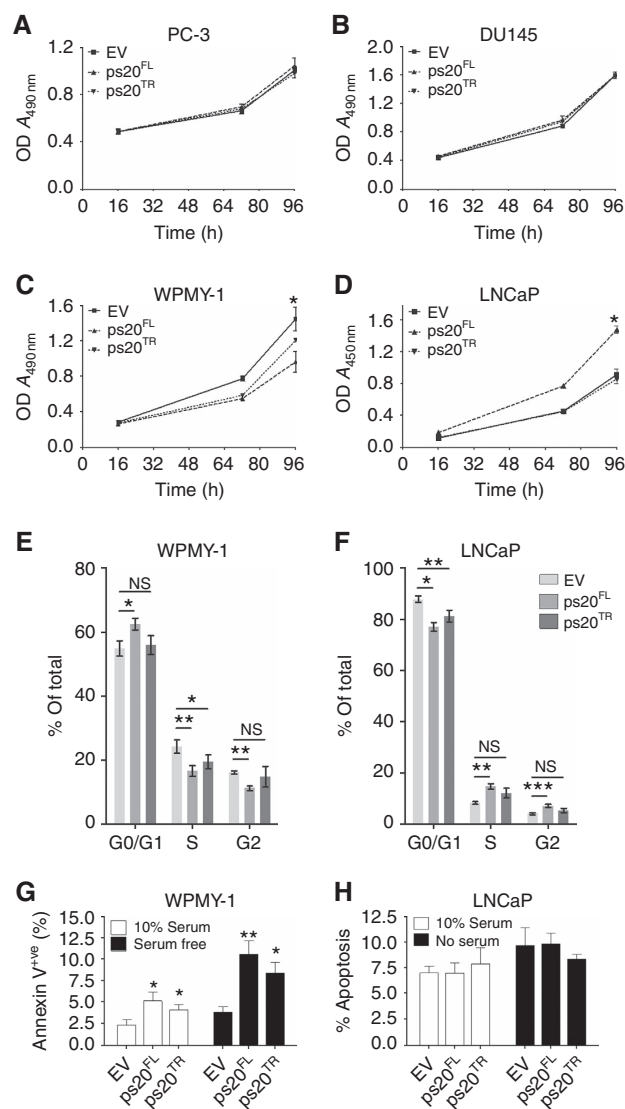 A
PC-3
EV
ps20FL
ps20TR
OD A490 nm
1.2
0.8
0.4
0.0
0 16 32 48 64 80 96
Time (h)
B
DU145
EV
ps20FL
ps20TR
OD A490 nm
2.0
1.6
1.2
0.8
0.4
0.0
0 16 32 48 64 80 96
Time (h)
C
WPMY-1
*
EV
ps20FL
ps20TR
OD A490 nm
1.6
1.2
0.8
0.4
0.0
0 16 32 48 64 80 96
Time (h)
D
LNCaP
*
EV
ps20FL
ps20TR
OD A450 nm
2.0
1.6
1.2
0.8
0.4
0.0
0 16 32 48 64 80 96
Time (h)
E
WPMY-1
% Of total
80
60
40
20
0
NS
*
*
**
NS
**
G0/G1 S G2
F
LNCaP
EV
ps20FL
ps20TR
% Of total
100
80
60
40
20
0
**
*
NS
**
NS
***
G0/G1 S G2
G
WPMY-1
10% Serum
Serum free
Annexin V+ve (%)
15.0
12.5
10.0
7.5
5.0
2.5
0.0
* * ** *
EV ps20FL ps20TR EV ps20FL ps20TR
H
LNCaP
10% Serum
No serum
% Apoptosis
12.5
10.0
7.5
5.0
2.5
0.0
EV ps20FL ps20TR EV ps20FL ps20TR